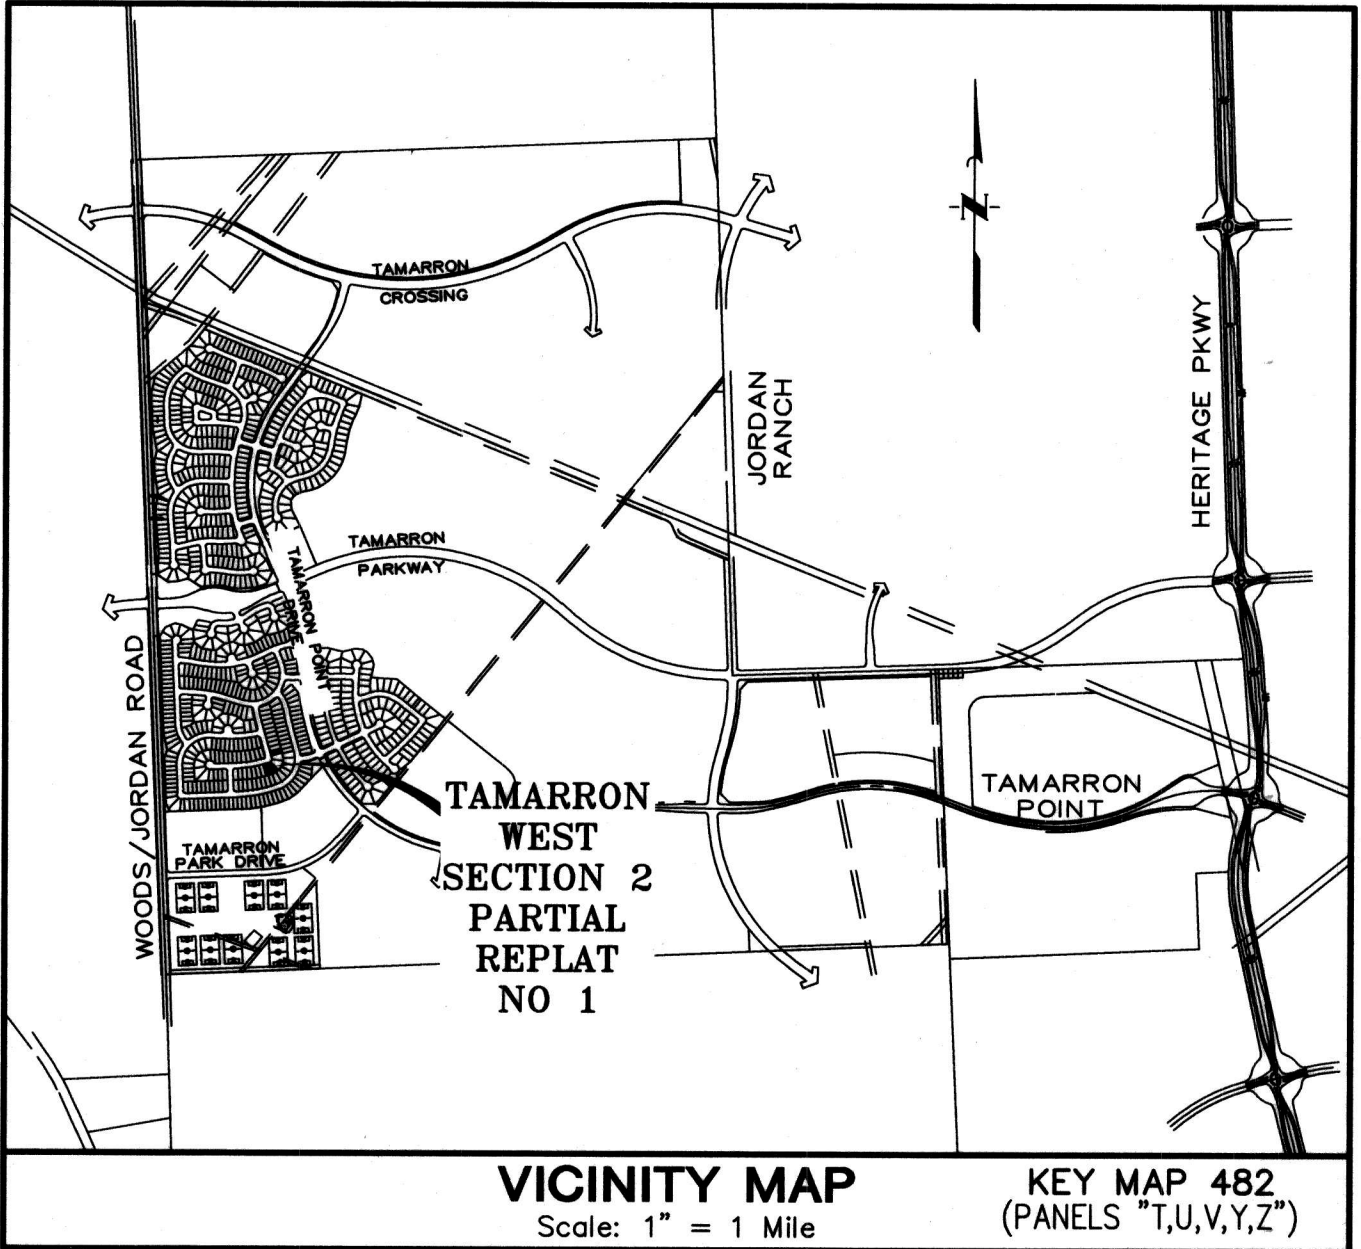 N
TAMARRON
CROSSING
JORDAN
RANCH
HERITAGE PKWY
TAMARRON
PARKWAY
TAMARRON POINT
DRIVE
WOODS/JORDAN ROAD
TAMARRON
POINT
TAMARRON
PARK DRIVE
TAMARRON
WEST
SECTION 2
PARTIAL
REPLAT
NO 1
VICINITY MAP
Scale: 1" = 1 Mile
KEY MAP 482
(PANELS "T,U,V,Y,Z")